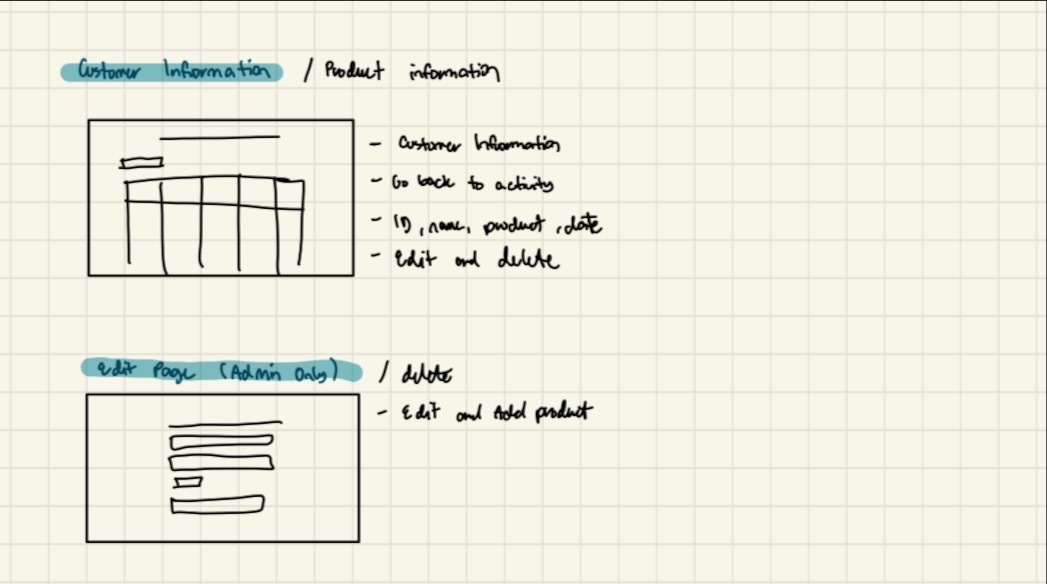 Customer Information / Product information
- Customer Information
- Go back to activity
- ID, name, product, date
- Edit and delete
Edit Page (Admin Only) / delete
- Edit and Add product